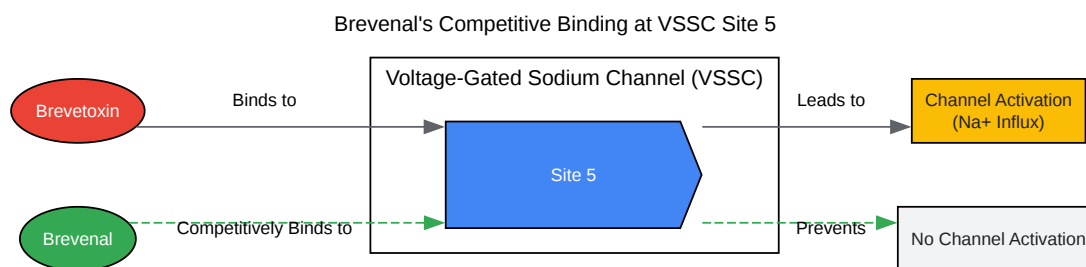 Brevenal's Competitive Binding at VSSC Site 5
Voltage-Gated Sodium Channel (VSSC)
Brevetoxin
Binds to
Leads to
Channel Activation
(Na+ Influx)
Site 5
Brevenal
Competitively Binds to
Prevents
No Channel Activation